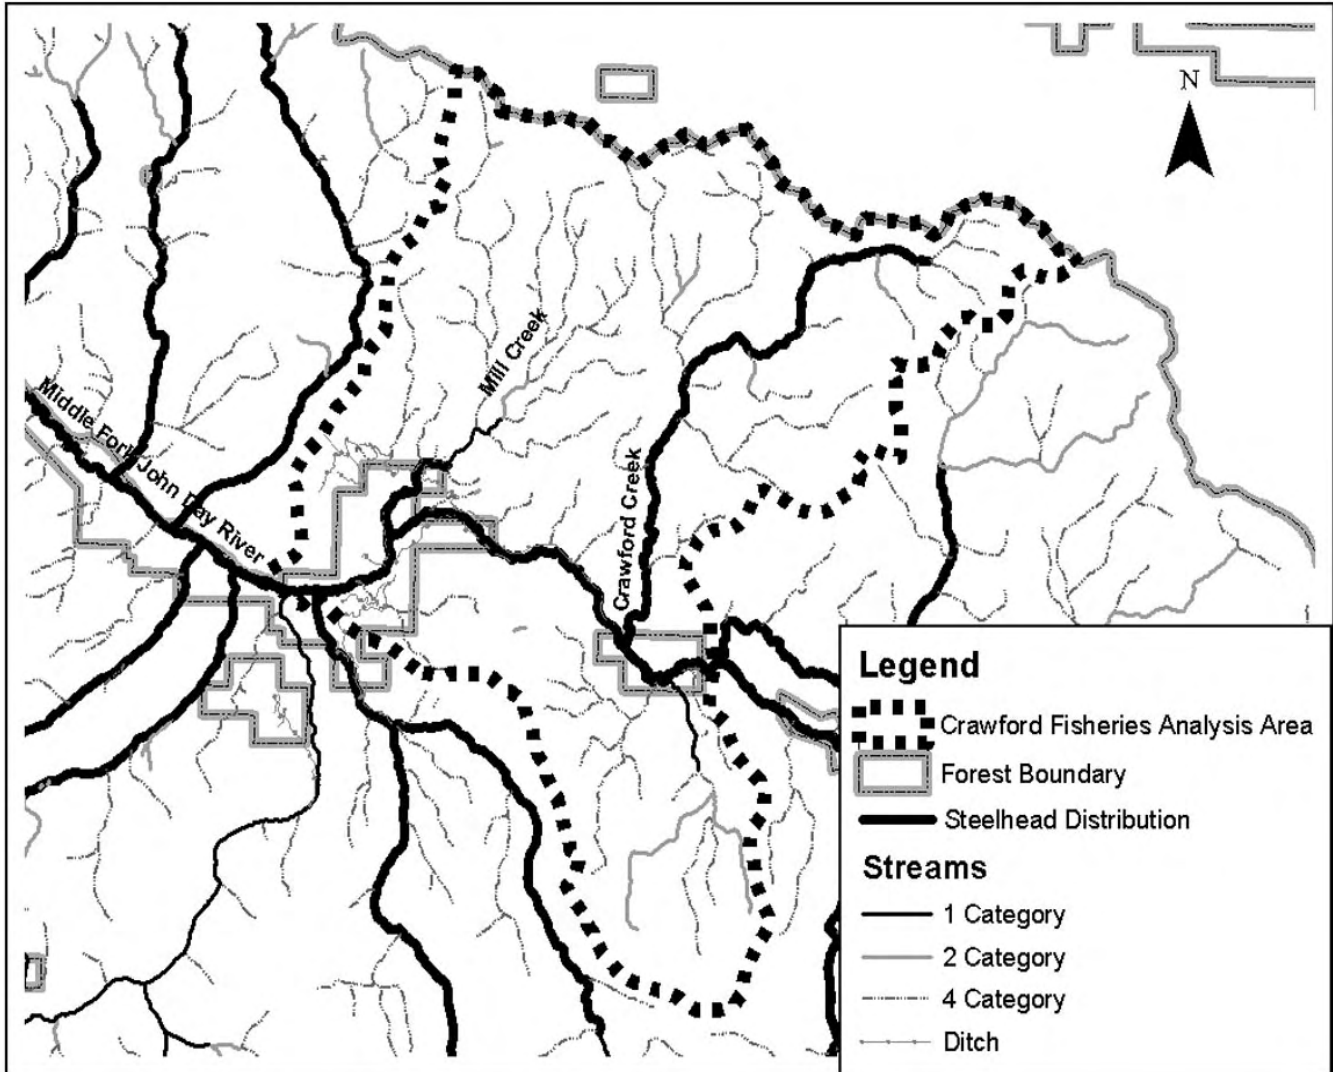 N
Mill Creek
Middle Fork John Day River
Crawford Creek
Legend
Crawford Fisheries Analysis Area
Forest Boundary
Steelhead Distribution
Streams
1 Category
2 Category
4 Category
Ditch